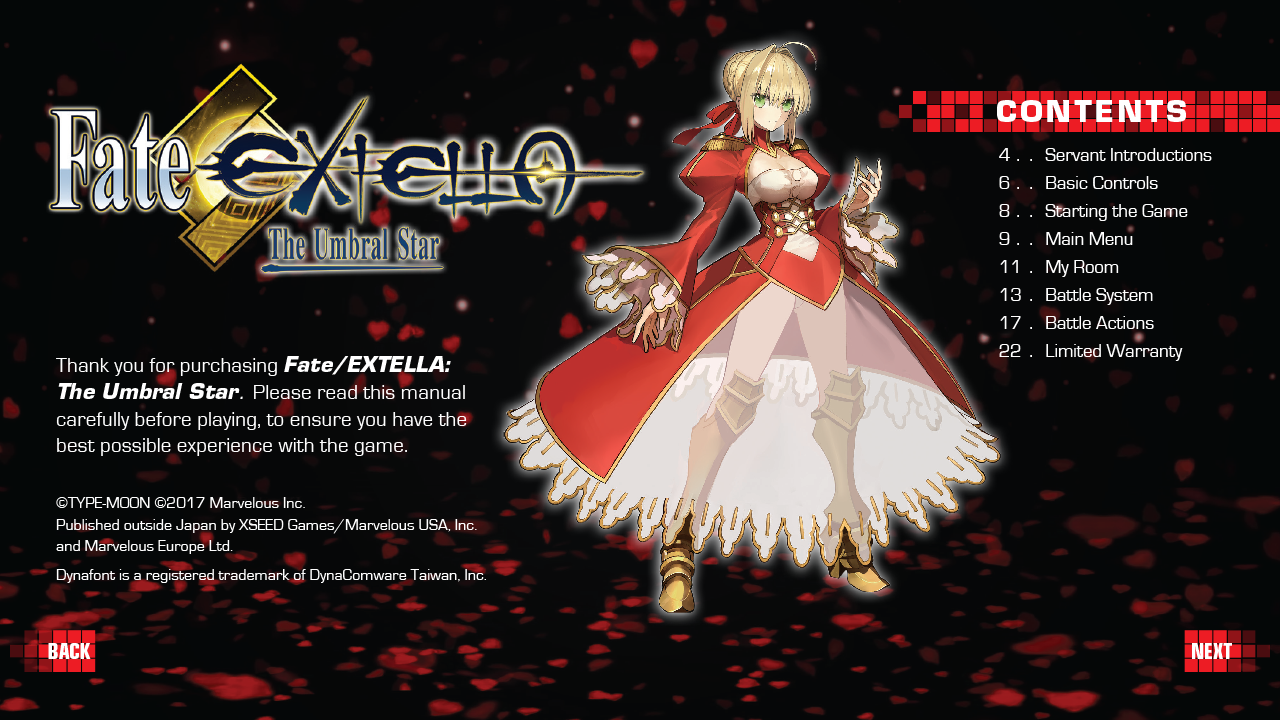 Fate EXTELLA
The Umbral Star
Thank you for purchasing Fate/EXTELLA:
The Umbral Star. Please read this manual
carefully before playing, to ensure you have the
best possible experience with the game.
©TYPE-MOON ©2017 Marvelous Inc.
Published outside Japan by XSEED Games/Marvelous USA, Inc.
and Marvelous Europe Ltd.
Dynafont is a registered trademark of DynaComware Taiwan, Inc.
CONTENTS
4 . . Servant Introductions
6 . . Basic Controls
8 . . Starting the Game
9 . . Main Menu
11 . My Room
13 . Battle System
17 . Battle Actions
22 . Limited Warranty
BACK
NEXT